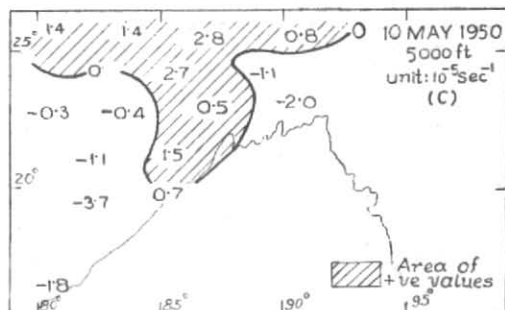 1.4 1.4 2.8 0.8 0 10 MAY 1950
25° 5000 ft
0 2.7 -1.1 unit: 10⁻⁵ sec⁻¹
-0.3 -0.4 0.5 -2.0 (C)
-1.1 1.5
20°
-3.7 0.7
-1.8 Area of
+ve values
80° 85° 90° 95°